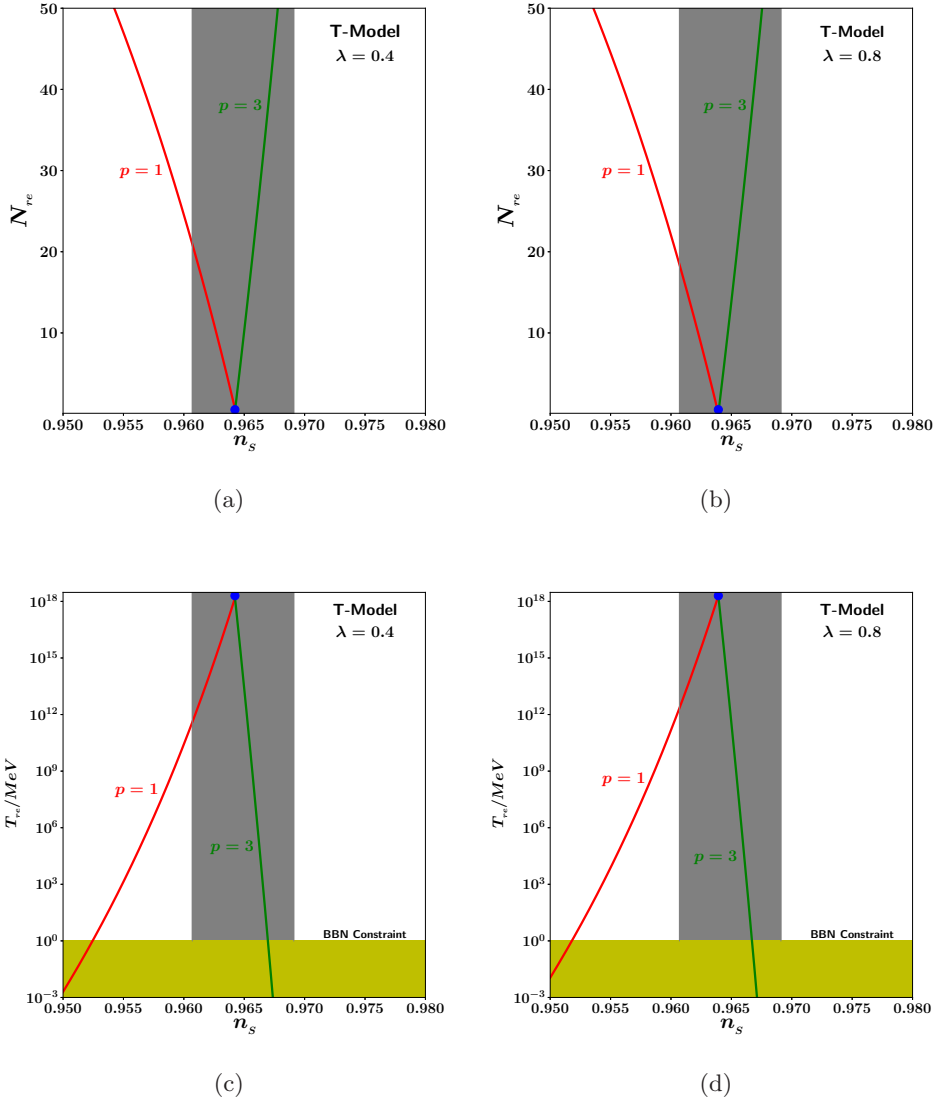 T-Model
λ = 0.4
p = 3
p = 1
N_re
50
40
30
20
10
0.950 0.955 0.960 0.965 0.970 0.975 0.980
n_s
(a)
T-Model
λ = 0.8
p = 3
p = 1
N_re
50
40
30
20
10
0.950 0.955 0.960 0.965 0.970 0.975 0.980
n_s
(b)
T-Model
λ = 0.4
p = 1
p = 3
BBN Constraint
T_re/MeV
10^18
10^15
10^12
10^9
10^6
10^3
10^0
10^−3
0.950 0.955 0.960 0.965 0.970 0.975 0.980
n_s
(c)
T-Model
λ = 0.8
p = 1
p = 3
BBN Constraint
T_re/MeV
10^18
10^15
10^12
10^9
10^6
10^3
10^0
10^−3
0.950 0.955 0.960 0.965 0.970 0.975 0.980
n_s
(d)